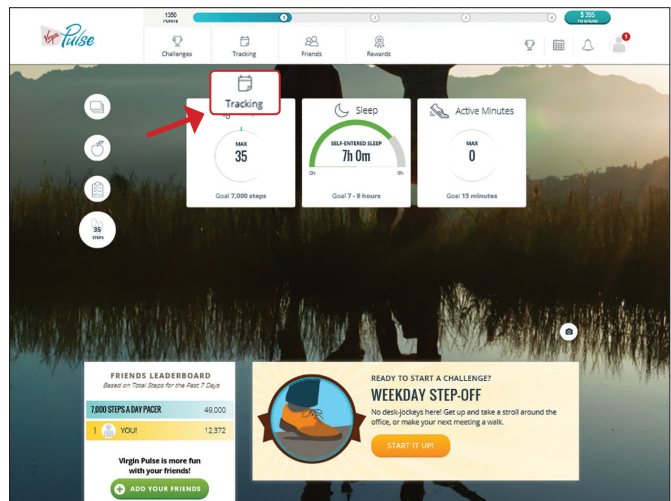 1350
POINTS
1
2
3
4
$ 395
TO SPEND
Virgin Pulse
Challenges
Tracking
Friends
Rewards
1
Tracking
Sleep
Active Minutes
MAX
35
Goal 7,000 steps
SELF-ENTERED SLEEP
7h 0m
0h
9h
Goal 7 - 9 hours
MAX
0
Goal 15 minutes
35
STEPS
FRIENDS LEADERBOARD
Based on Total Steps for the Past 7 Days
7,000 STEPS A DAY PACER 49,000
1 YOU! 12,372
Virgin Pulse is more fun
with your friends!
ADD YOUR FRIENDS
READY TO START A CHALLENGE?
WEEKDAY STEP-OFF
No desk-jockeys here! Get up and take a stroll around the
office, or make your next meeting a walk.
START IT UP!